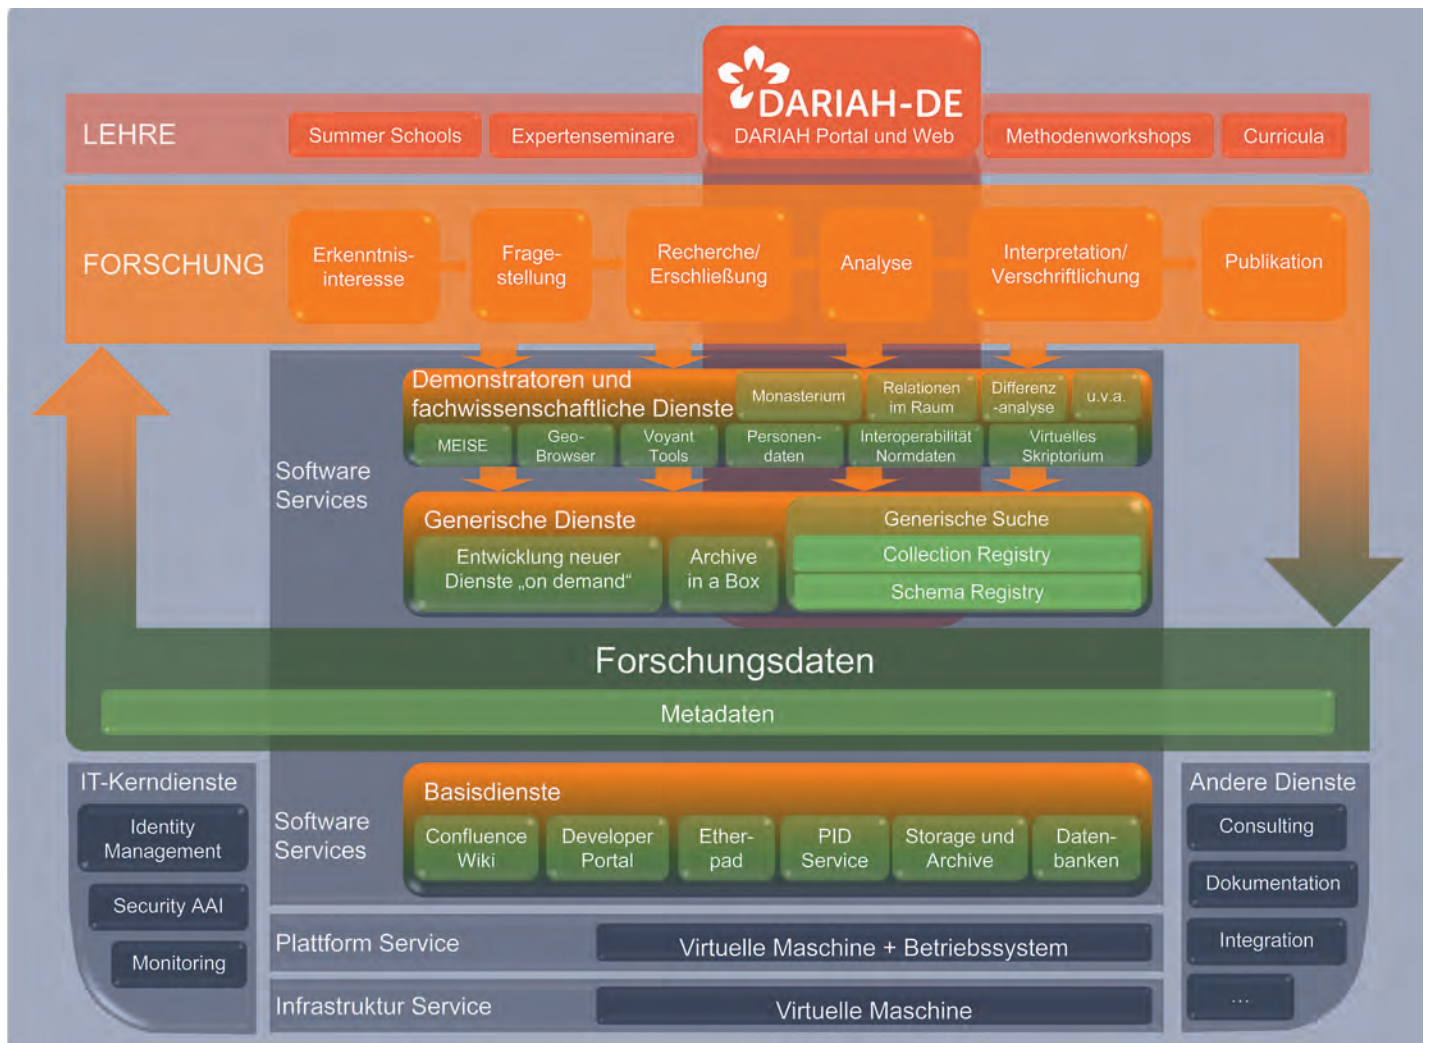 DARIAH-DE
DARIAH Portal und Web
LEHRE
Summer Schools
Expertenseminare
Methodenworkshops
Curricula
FORSCHUNG
Erkenntnis-
interesse
Frage-
stellung
Recherche/
Erschließung
Analyse
Interpretation/
Verschriftlichung
Publikation
Software
Services
Demonstratoren und
fachwissenschaftliche Dienste
Monasterium
Relationen
im Raum
Differenz
-analyse
u.v.a.
MEISE
Geo-
Browser
Voyant
Tools
Personen-
daten
Interoperabilität
Normdaten
Virtuelles
Skriptorium
Generische Dienste
Entwicklung neuer
Dienste „on demand“
Archive
in a Box
Generische Suche
Collection Registry
Schema Registry
Forschungsdaten
Metadaten
IT-Kerndienste
Identity
Management
Security AAI
Monitoring
Software
Services
Basisdienste
Confluence
Wiki
Developer
Portal
Ether-
pad
PID
Service
Storage und
Archive
Daten-
banken
Plattform Service
Virtuelle Maschine + Betriebssystem
Infrastruktur Service
Virtuelle Maschine
Andere Dienste
Consulting
Dokumentation
Integration
...